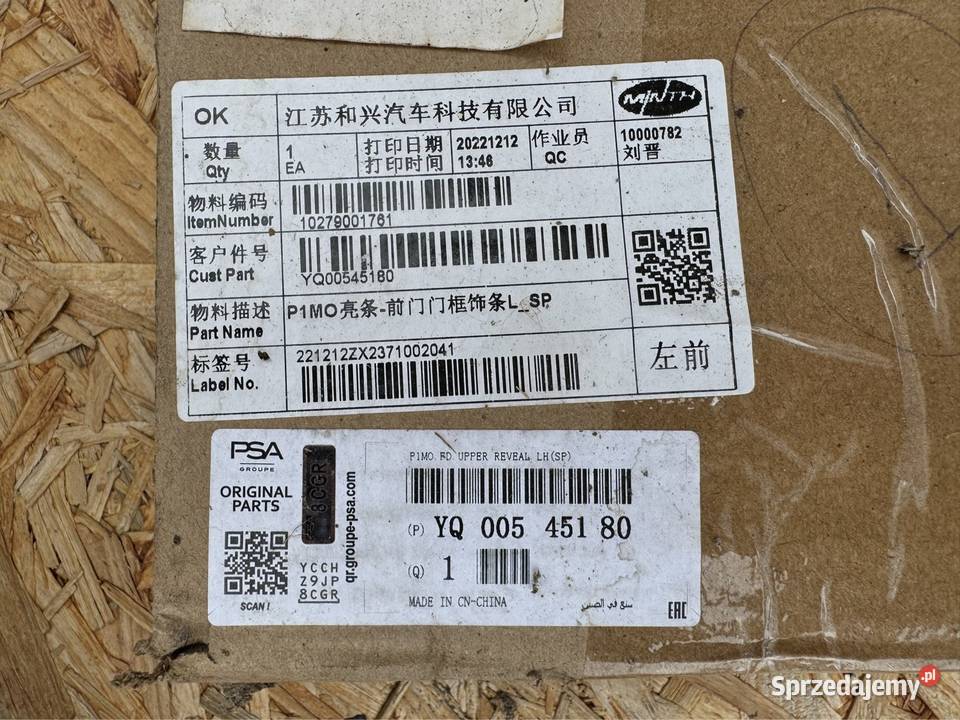 OK
江苏和兴汽车科技有限公司
MINTH
数量
Qty
1
EA
打印日期
打印时间
20221212
13:46
作业员
QC
10000782
刘晋
物料编码
ItemNumber
10279001761
客户件号
Cust Part
YQ00545180
物料描述
Part Name
P1MO亮条-前门门框饰条L_SP
标签号
Label No.
221212ZX2371002041
左前
PSA
GROUPE
ORIGINAL
PARTS
8CGR
qr.groupe-psa.com
YCCH
Z9JP
8CGR
SCAN!
P1MO FD UPPER REVEAL LH(SP)
(P) YQ 005 451 80
(Q) 1
MADE IN CN-CHINA
صنع في الصين
EAC
Sprzedajemy.pl